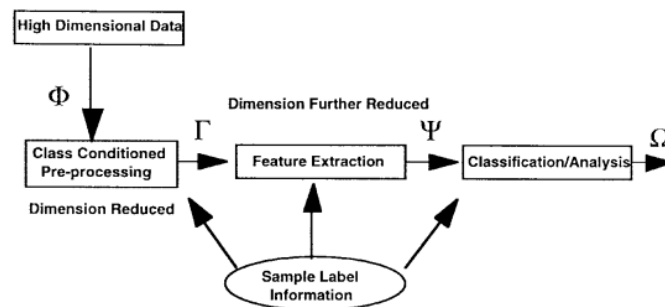 High Dimensional Data
Φ
Dimension Further Reduced
Γ
Ψ
Ω
Class Conditioned
Pre-processing
Feature Extraction
Classification/Analysis
Dimension Reduced
Sample Label
Information